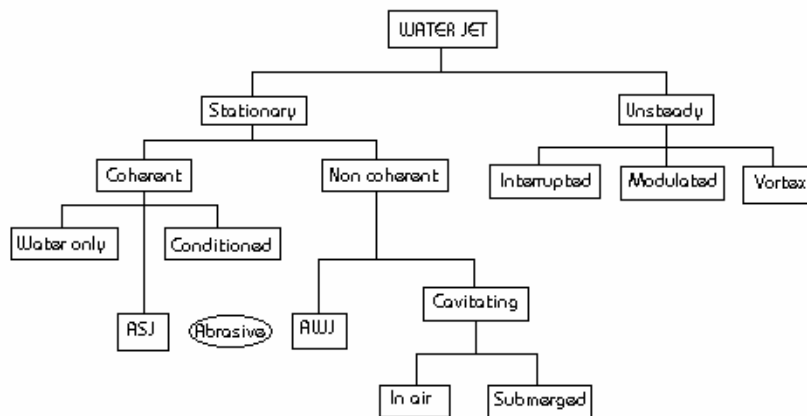 WATER JET
Stationary
Unsteady
Coherent
Non coherent
Interrupted
Modulated
Vortex
Water only
Conditioned
Cavitating
ASJ
Abrasive
AWJ
In air
Submerged